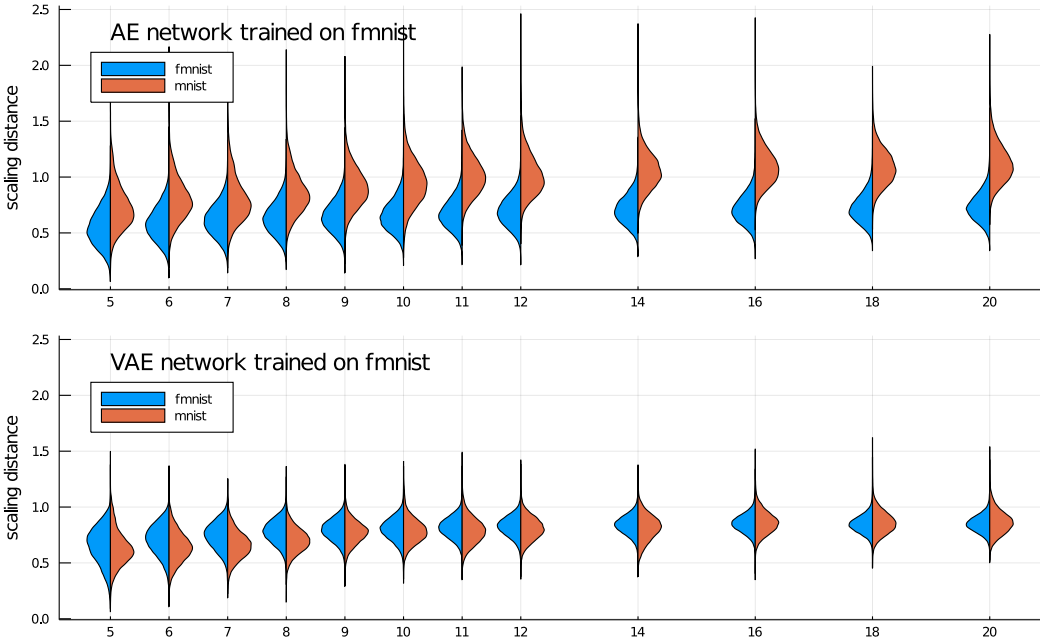 AE network trained on fmnist
fmnist
mnist
scaling distance
2.5
2.0
1.5
1.0
0.5
0.0
5 6 7 8 9 10 11 12 14 16 18 20
VAE network trained on fmnist
fmnist
mnist
scaling distance
2.5
2.0
1.5
1.0
0.5
0.0
5 6 7 8 9 10 11 12 14 16 18 20